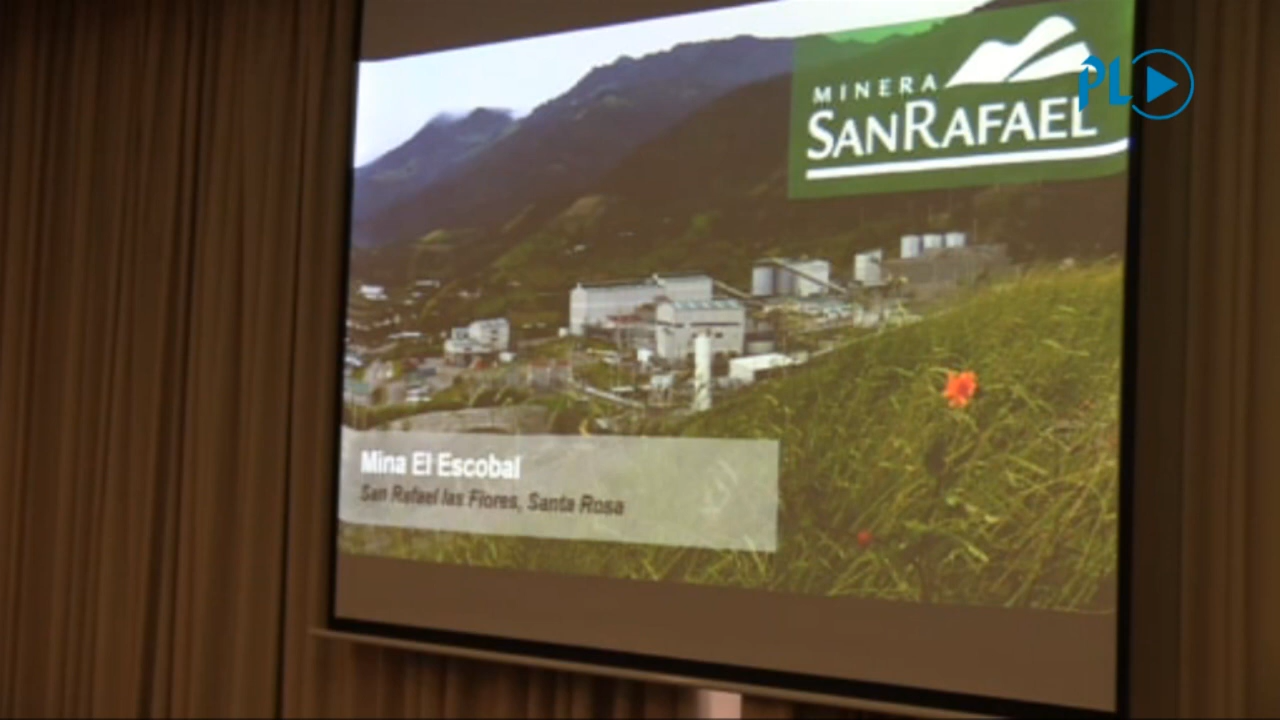 MINERA
SANRAFAEL
PL
Mina El Escobal
San Rafael las Flores, Santa Rosa